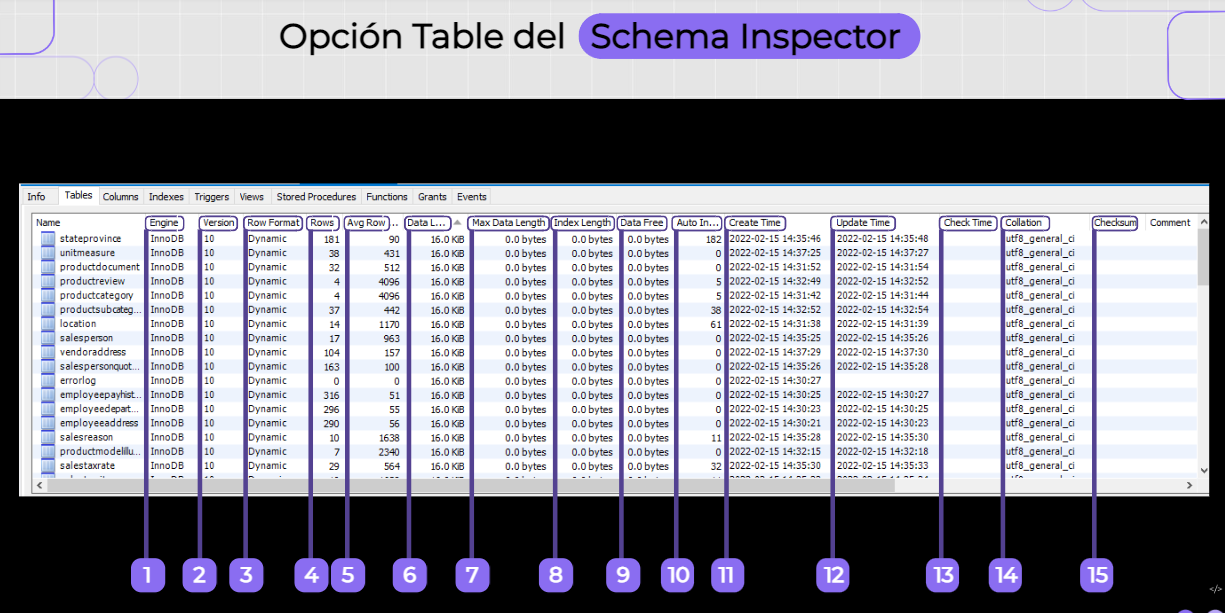 Opción Table del Schema Inspector
Info Tables Columns Indexes Triggers Views Stored Procedures Functions Grants Events
Name Engine Version Row Format Rows Avg Row ... Data L... Max Data Length Index Length Data Free Auto In... Create Time Update Time Check Time Collation Checksum Comment
stateprovince InnoDB 10 Dynamic 181 90 16.0 KiB 0.0 bytes 0.0 bytes 0.0 bytes 182 2022-02-15 14:35:46 2022-02-15 14:35:48 utf8_general_ci
unitmeasure InnoDB 10 Dynamic 38 431 16.0 KiB 0.0 bytes 0.0 bytes 0.0 bytes 0 2022-02-15 14:37:25 2022-02-15 14:37:27 utf8_general_ci
productdocument InnoDB 10 Dynamic 32 512 16.0 KiB 0.0 bytes 0.0 bytes 0.0 bytes 0 2022-02-15 14:31:52 2022-02-15 14:31:54 utf8_general_ci
productreview InnoDB 10 Dynamic 4 4096 16.0 KiB 0.0 bytes 0.0 bytes 0.0 bytes 5 2022-02-15 14:32:49 2022-02-15 14:32:52 utf8_general_ci
productcategory InnoDB 10 Dynamic 4 4096 16.0 KiB 0.0 bytes 0.0 bytes 0.0 bytes 5 2022-02-15 14:31:42 2022-02-15 14:31:44 utf8_general_ci
productsubcateg... InnoDB 10 Dynamic 37 442 16.0 KiB 0.0 bytes 0.0 bytes 0.0 bytes 38 2022-02-15 14:32:52 2022-02-15 14:32:54 utf8_general_ci
location InnoDB 10 Dynamic 14 1170 16.0 KiB 0.0 bytes 0.0 bytes 0.0 bytes 61 2022-02-15 14:31:38 2022-02-15 14:31:39 utf8_general_ci
salesperson InnoDB 10 Dynamic 17 963 16.0 KiB 0.0 bytes 0.0 bytes 0.0 bytes 0 2022-02-15 14:35:25 2022-02-15 14:35:26 utf8_general_ci
vendoraddress InnoDB 10 Dynamic 104 157 16.0 KiB 0.0 bytes 0.0 bytes 0.0 bytes 0 2022-02-15 14:37:29 2022-02-15 14:37:30 utf8_general_ci
salespersonquot... InnoDB 10 Dynamic 163 100 16.0 KiB 0.0 bytes 0.0 bytes 0.0 bytes 0 2022-02-15 14:35:26 2022-02-15 14:35:28 utf8_general_ci
errorlog InnoDB 10 Dynamic 0 0 16.0 KiB 0.0 bytes 0.0 bytes 0.0 bytes 0 2022-02-15 14:30:27 utf8_general_ci
employeepayhist... InnoDB 10 Dynamic 316 51 16.0 KiB 0.0 bytes 0.0 bytes 0.0 bytes 0 2022-02-15 14:30:25 2022-02-15 14:30:27 utf8_general_ci
employeedepart... InnoDB 10 Dynamic 296 55 16.0 KiB 0.0 bytes 0.0 bytes 0.0 bytes 0 2022-02-15 14:30:23 2022-02-15 14:30:25 utf8_general_ci
employeeaddress InnoDB 10 Dynamic 290 56 16.0 KiB 0.0 bytes 0.0 bytes 0.0 bytes 0 2022-02-15 14:30:21 2022-02-15 14:30:23 utf8_general_ci
salesreason InnoDB 10 Dynamic 10 1638 16.0 KiB 0.0 bytes 0.0 bytes 0.0 bytes 11 2022-02-15 14:35:28 2022-02-15 14:35:30 utf8_general_ci
productmodelillu... InnoDB 10 Dynamic 7 2340 16.0 KiB 0.0 bytes 0.0 bytes 0.0 bytes 0 2022-02-15 14:32:15 2022-02-15 14:32:18 utf8_general_ci
salestaxrate InnoDB 10 Dynamic 29 564 16.0 KiB 0.0 bytes 0.0 bytes 0.0 bytes 32 2022-02-15 14:35:30 2022-02-15 14:35:33 utf8_general_ci
1 2 3 4 5 6 7 8 9 10 11 12 13 14 15
</>